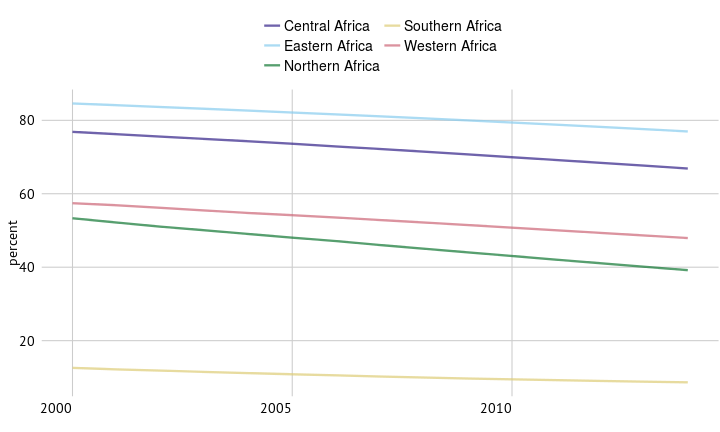 Central Africa
Southern Africa
Eastern Africa
Western Africa
Northern Africa
percent
80
60
40
20
2000
2005
2010